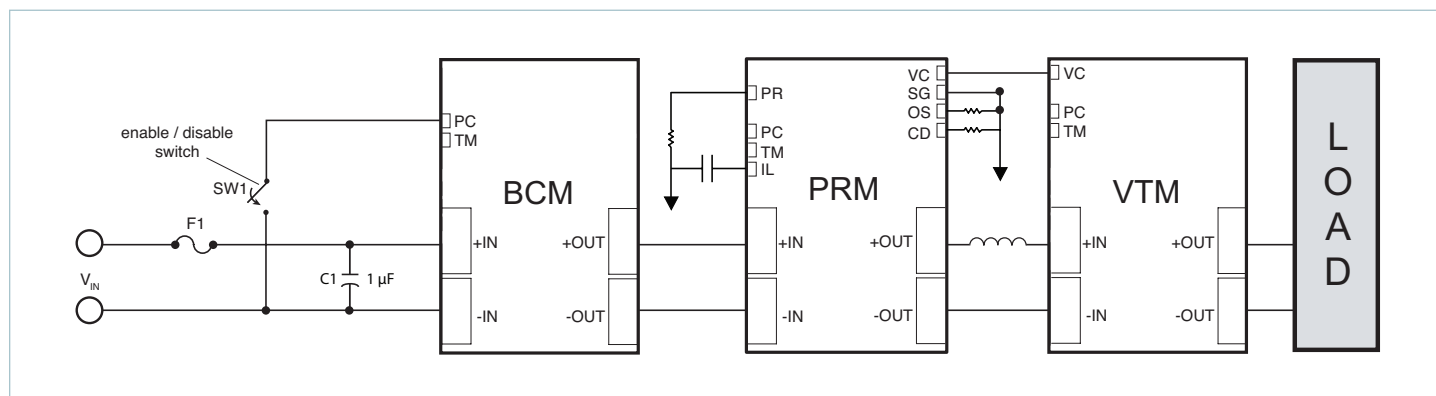 enable / disable
switch
SW1
F1
V_IN
C1 1 µF
PC
TM
BCM
+IN
-IN
+OUT
-OUT
PR
PC
TM
IL
VC
SG
OS
CD
PRM
+IN
-IN
+OUT
-OUT
VC
PC
TM
VTM
+IN
-IN
+OUT
-OUT
LOAD